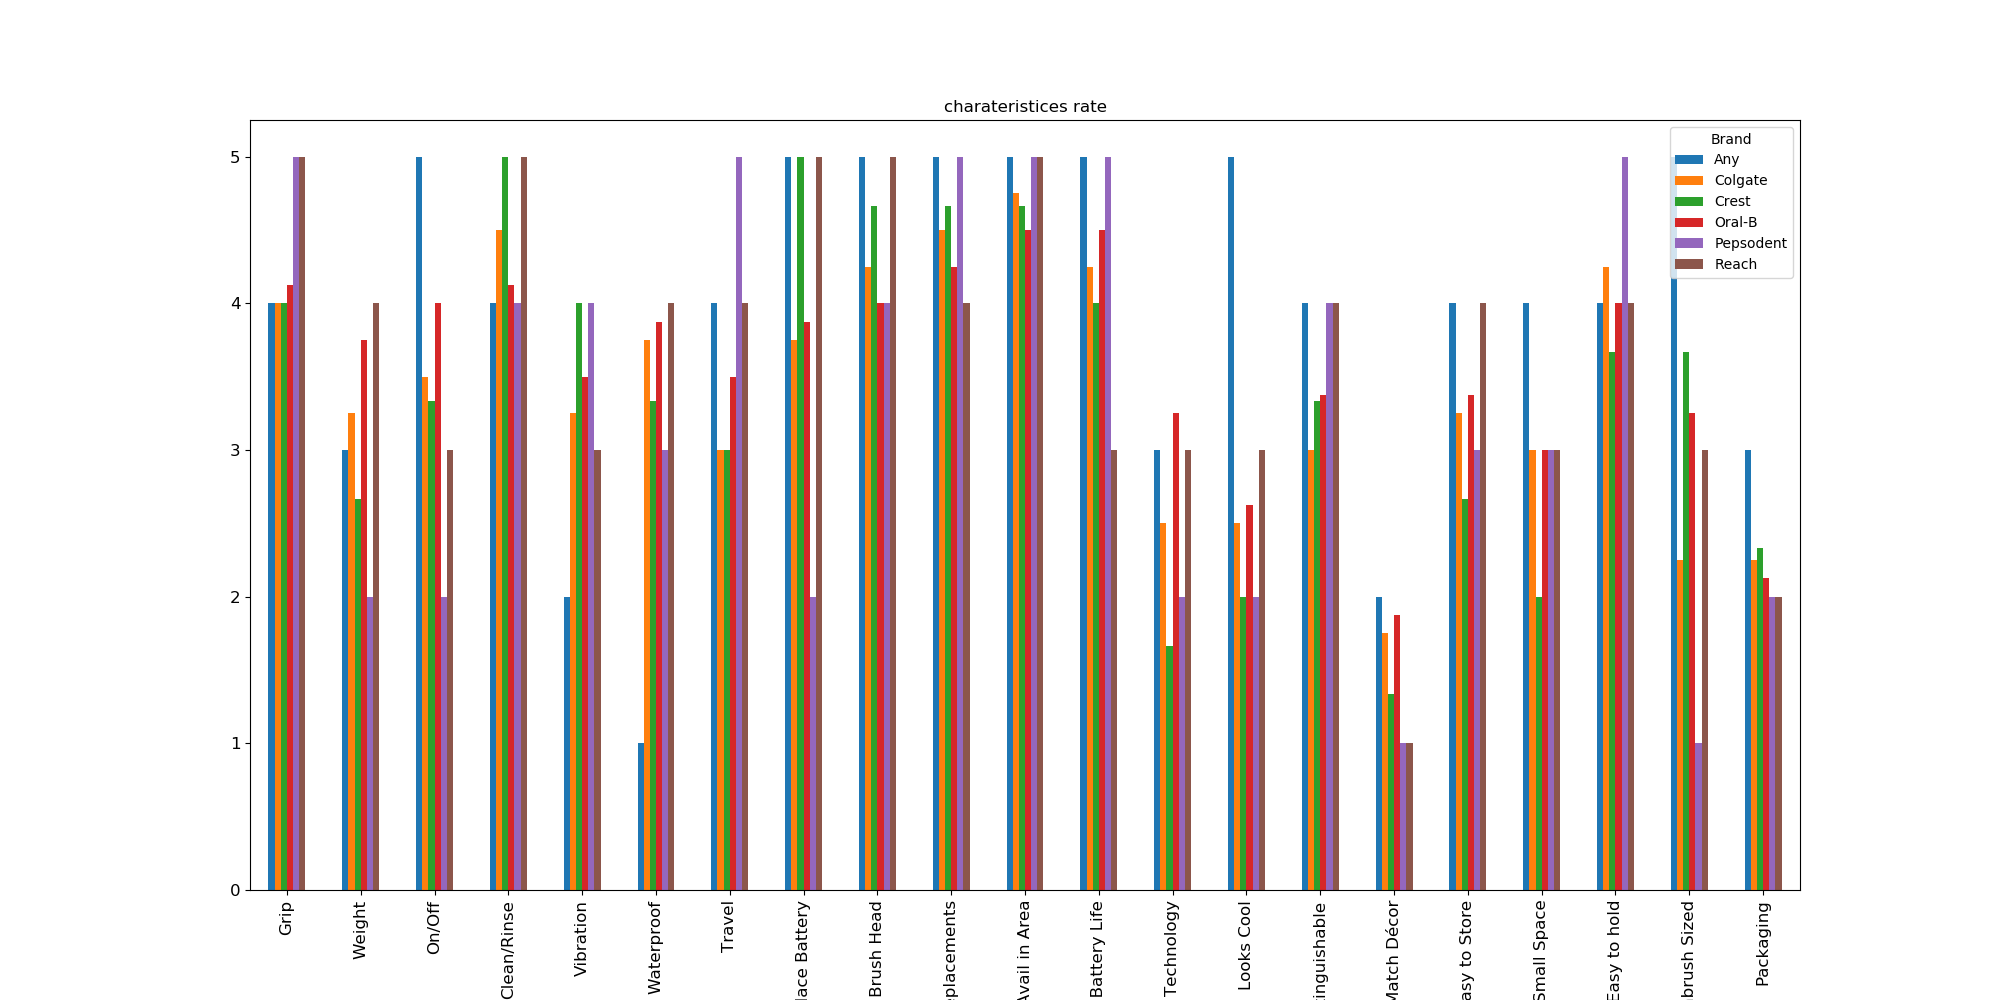 charateristices rate
Brand
Any
Colgate
Crest
Oral-B
Pepsodent
Reach
5
4
3
2
1
0
Grip
Weight
On/Off
Clean/Rinse
Vibration
Waterproof
Travel
lace Battery
Brush Head
placements
Avail in Area
Battery Life
Technology
Looks Cool
tinguishable
Match Décor
asy to Store
Small Space
Easy to hold
brush Sized
Packaging